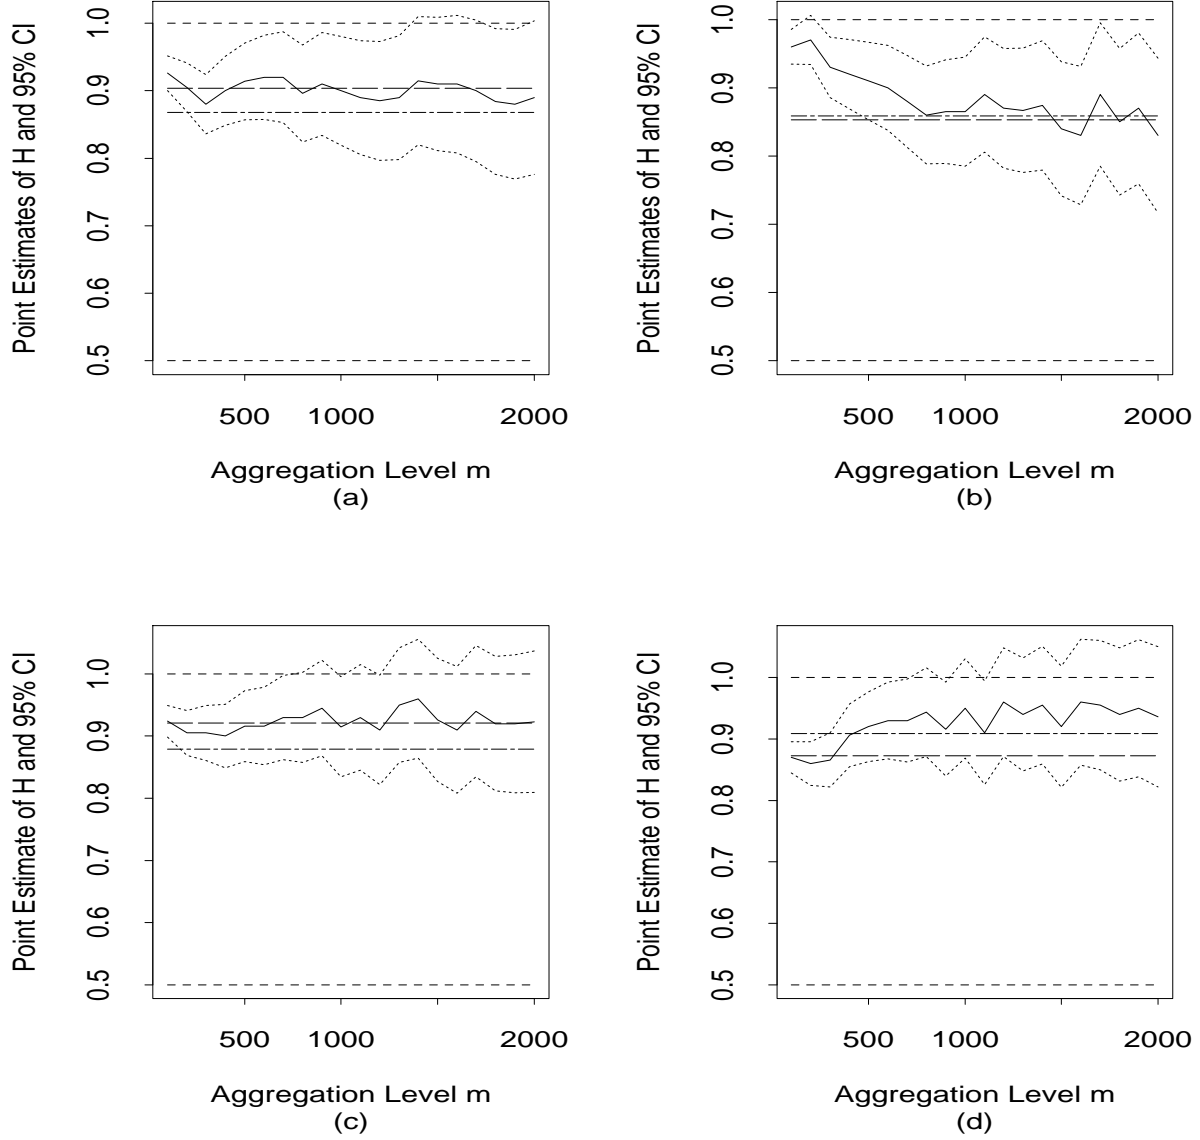 Point Estimates of H and 95% CI
1.0
0.9
0.8
0.7
0.6
0.5
500 1000 2000
Aggregation Level m
(a)
Point Estimates of H and 95% CI
1.0
0.9
0.8
0.7
0.6
0.5
500 1000 2000
Aggregation Level m
(b)
Point Estimate of H and 95% CI
1.0
0.9
0.8
0.7
0.6
0.5
500 1000 2000
Aggregation Level m
(c)
Point Estimate of H and 95% CI
1.0
0.9
0.8
0.7
0.6
0.5
500 1000 2000
Aggregation Level m
(d)